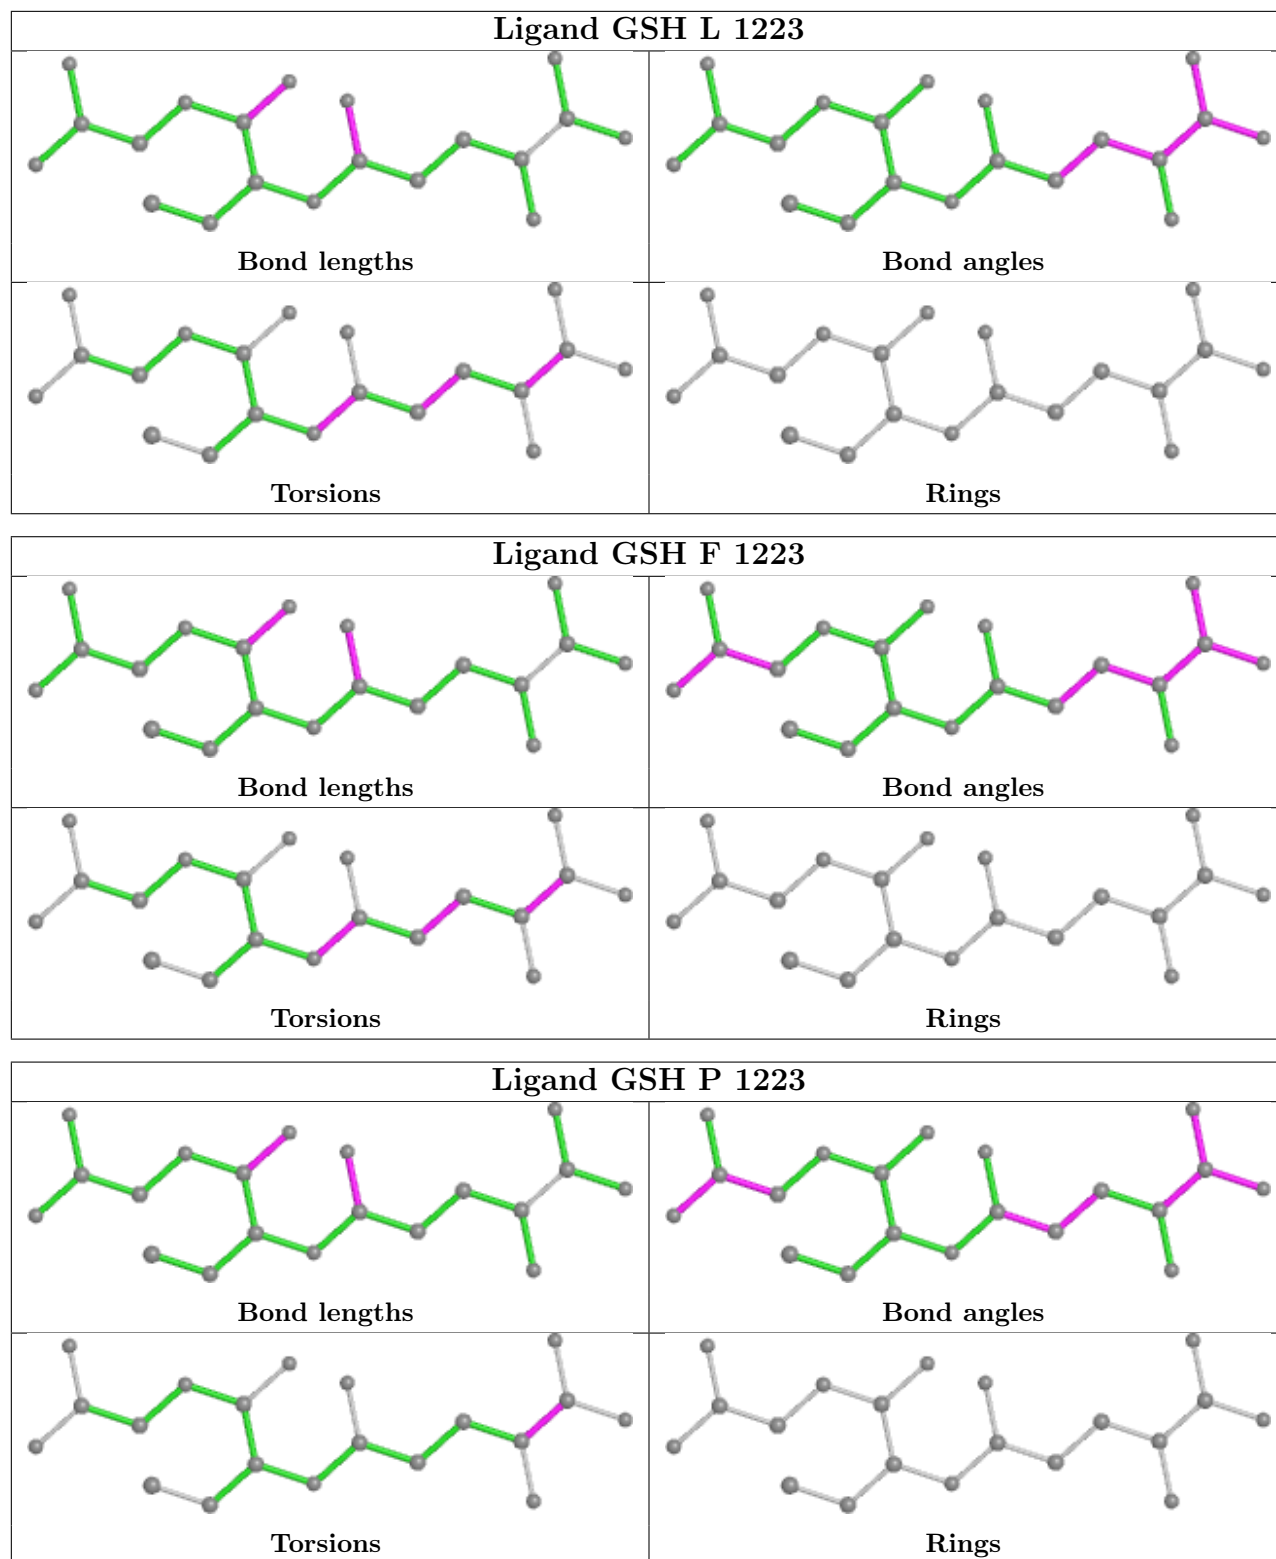 Ligand GSH L 1223
Bond lengths
Bond angles
Torsions
Rings
Ligand GSH F 1223
Bond lengths
Bond angles
Torsions
Rings
Ligand GSH P 1223
Bond lengths
Bond angles
Torsions
Rings